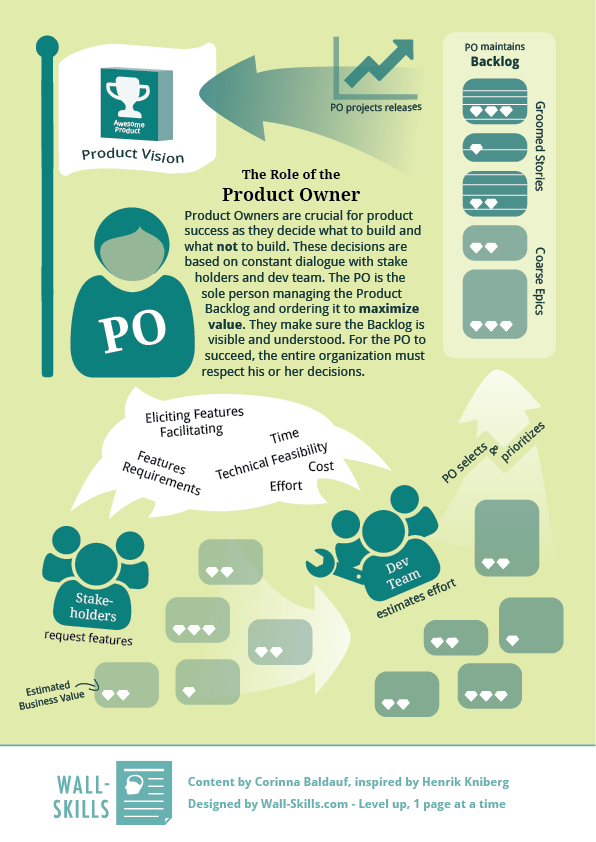 PO maintains
Backlog
PO projects releases
Awesome
Product
Product Vision
Groomed Stories
Coarse Epics
The Role of the
Product Owner
Product Owners are crucial for product
success as they decide what to build and
what not to build. These decisions are
based on constant dialogue with stake
holders and dev team. The PO is the
sole person managing the Product
Backlog and ordering it to maximize
value. They make sure the Backlog is
visible and understood. For the PO to
succeed, the entire organization must
respect his or her decisions.
PO
Eliciting Features
Facilitating
Time
Features
Requirements
Technical Feasibility
Cost
Effort
PO selects
&
prioritizes
Stake-
holders
request features
Dev
Team
estimates effort
Estimated
Business Value
WALL-
SKILLS
Content by Corinna Baldauf, inspired by Henrik Kniberg
Designed by Wall-Skills.com - Level up, 1 page at a time